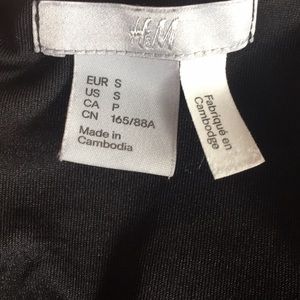 H&M
EUR S
US S
CA P
CN 165/88A
Made in
Cambodia
Fabriqué en
Cambodge